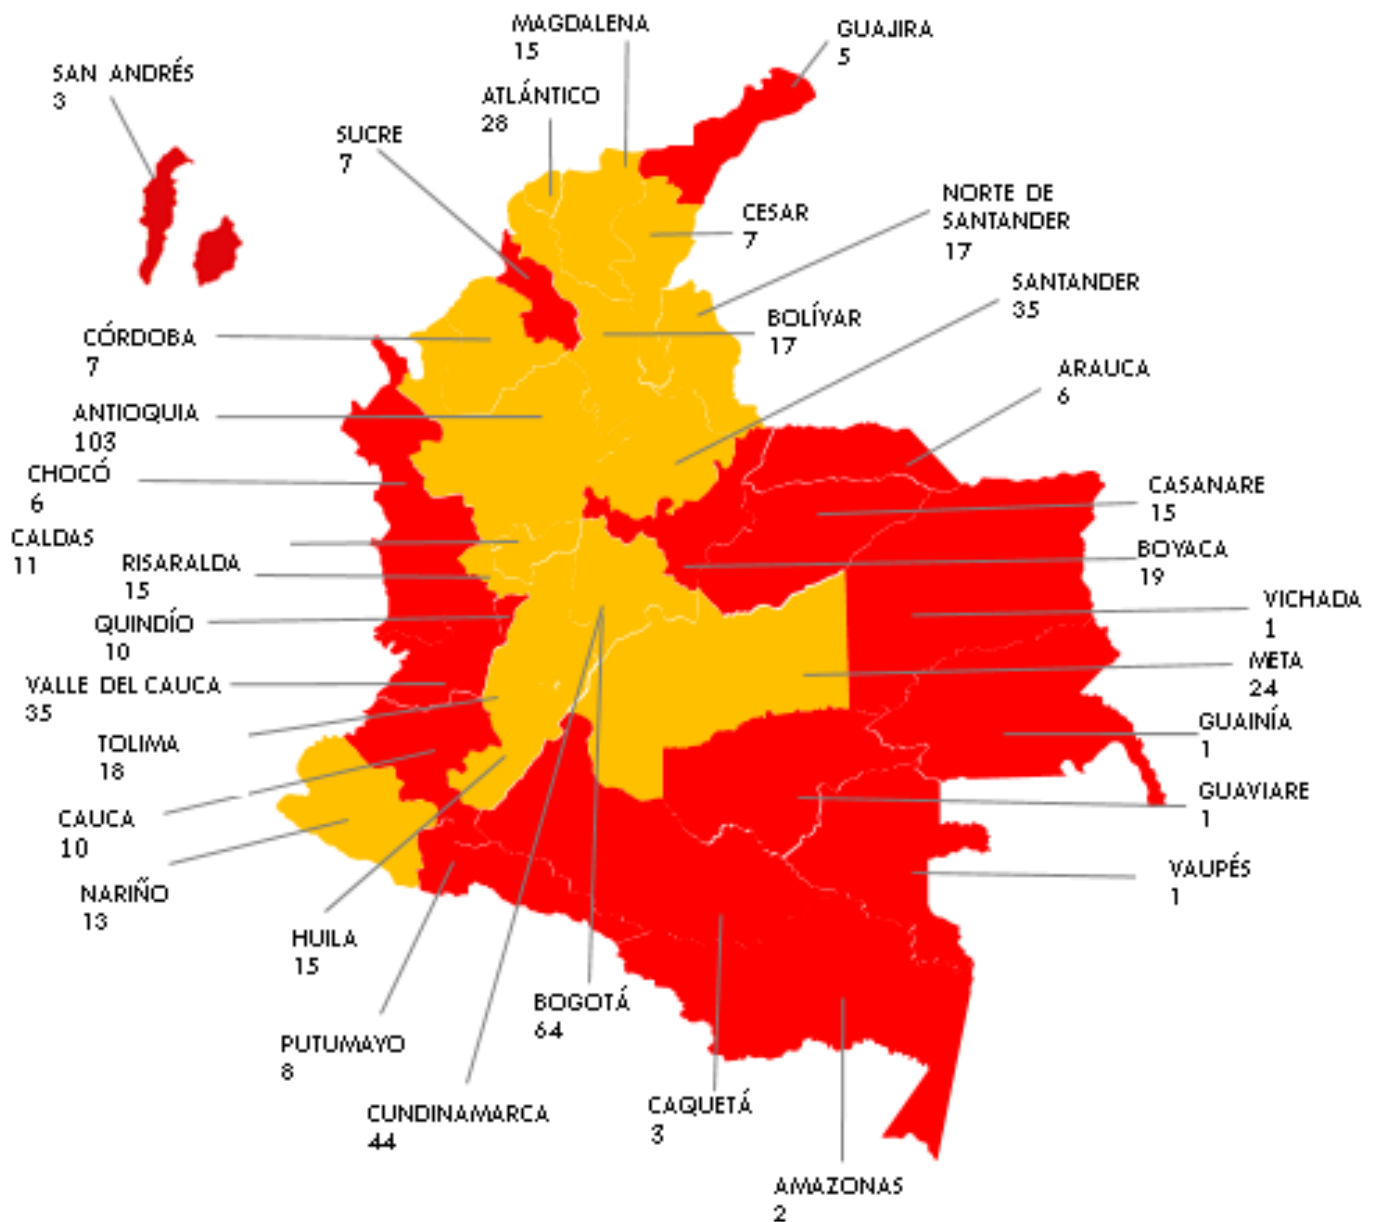 MAGDALENA
15
GUAJIRA
5
SAN ANDRÉS
3
ATLÁNTICO
28
SUCRE
7
NORTE DE
SANTANDER
17
CESAR
7
SANTANDER
35
BOLÍVAR
17
CÓRDOBA
7
ARAUCA
6
ANTIOQUIA
103
CHOCÓ
6
CASANARE
15
CALDAS
11
BOYACA
19
RISARALDA
15
VICHADA
1
QUINDÍO
10
META
24
VALLE DEL CAUCA
35
GUAINÍA
1
TOLIMA
18
GUAVIARE
1
CAUCA
10
VAUPÉS
1
NARIÑO
13
HUILA
15
BOGOTÁ
64
PUTUMAYO
8
CUNDINAMARCA
44
CAQUETÁ
3
AMAZONAS
2